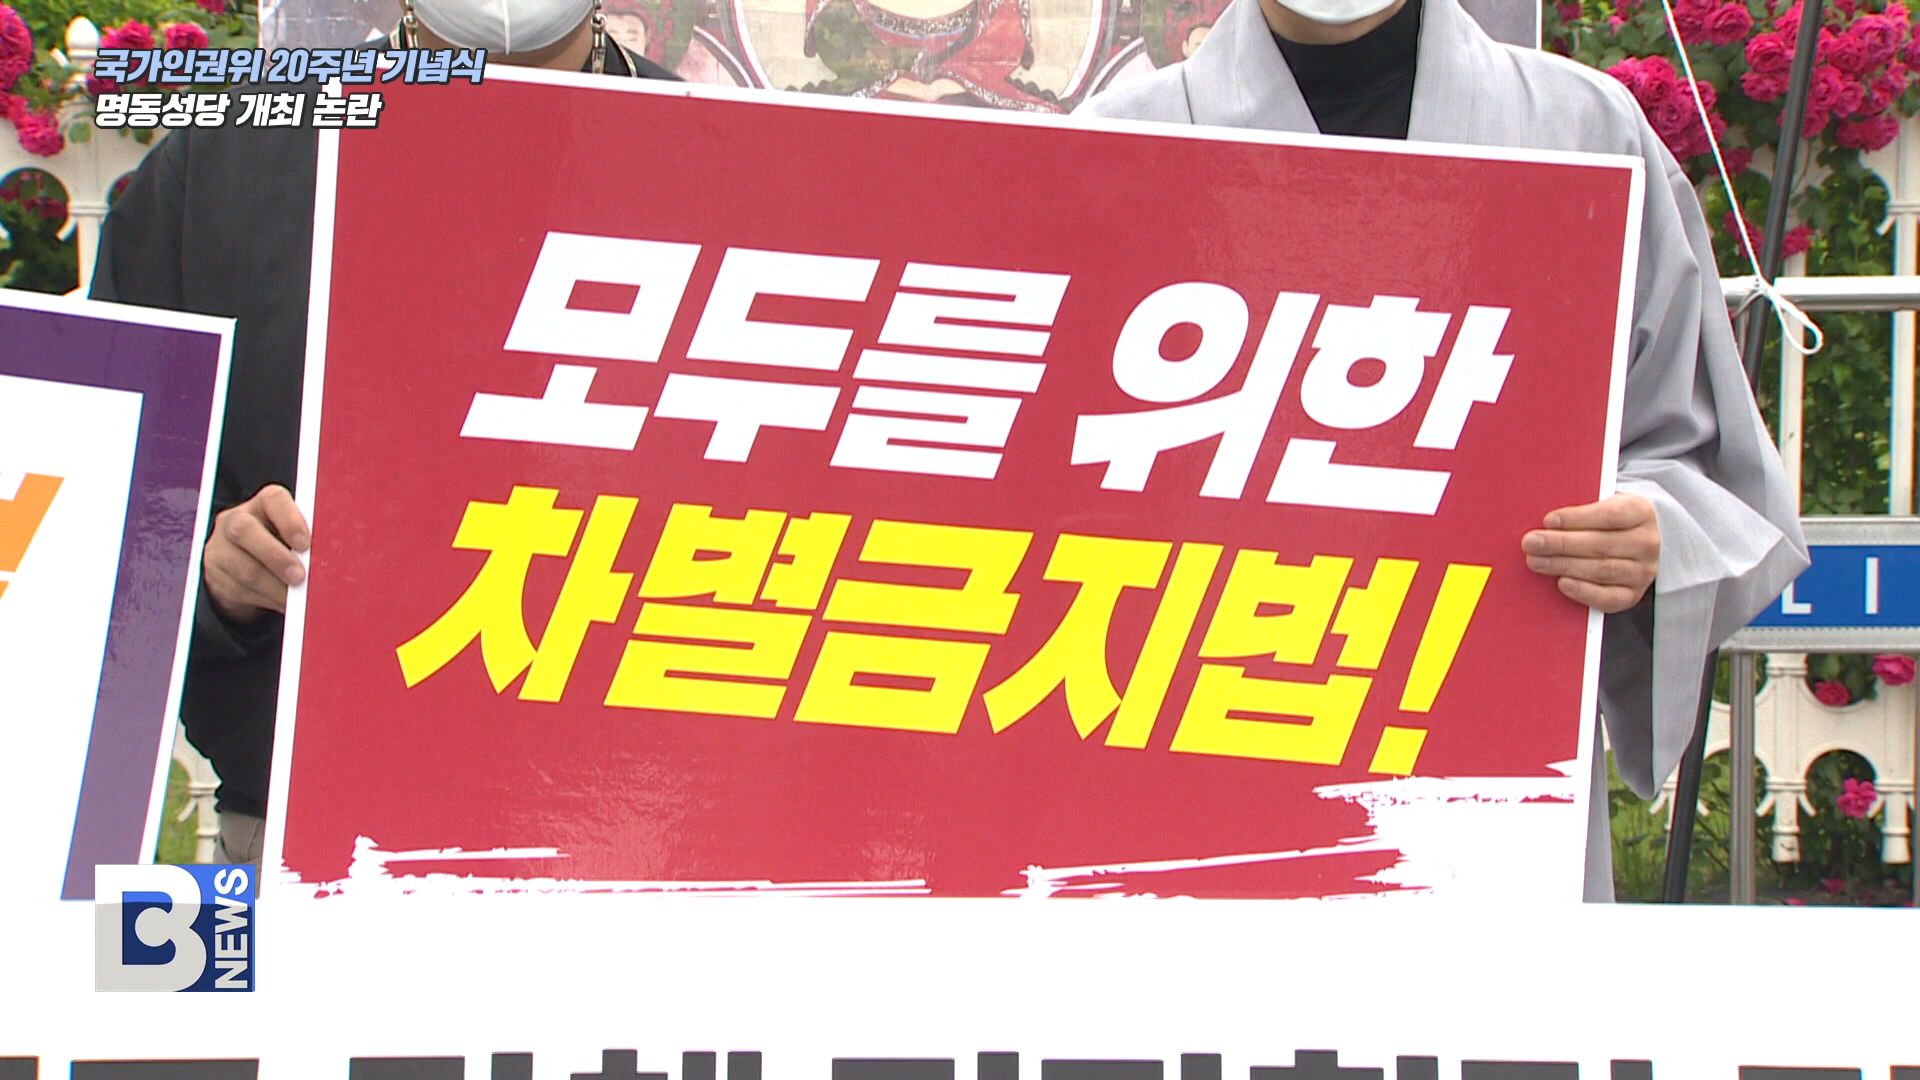 국가인권위 20주년 기념식
명동성당 개최 논란
모두를 위한
차별금지법!
L I
B NEWS